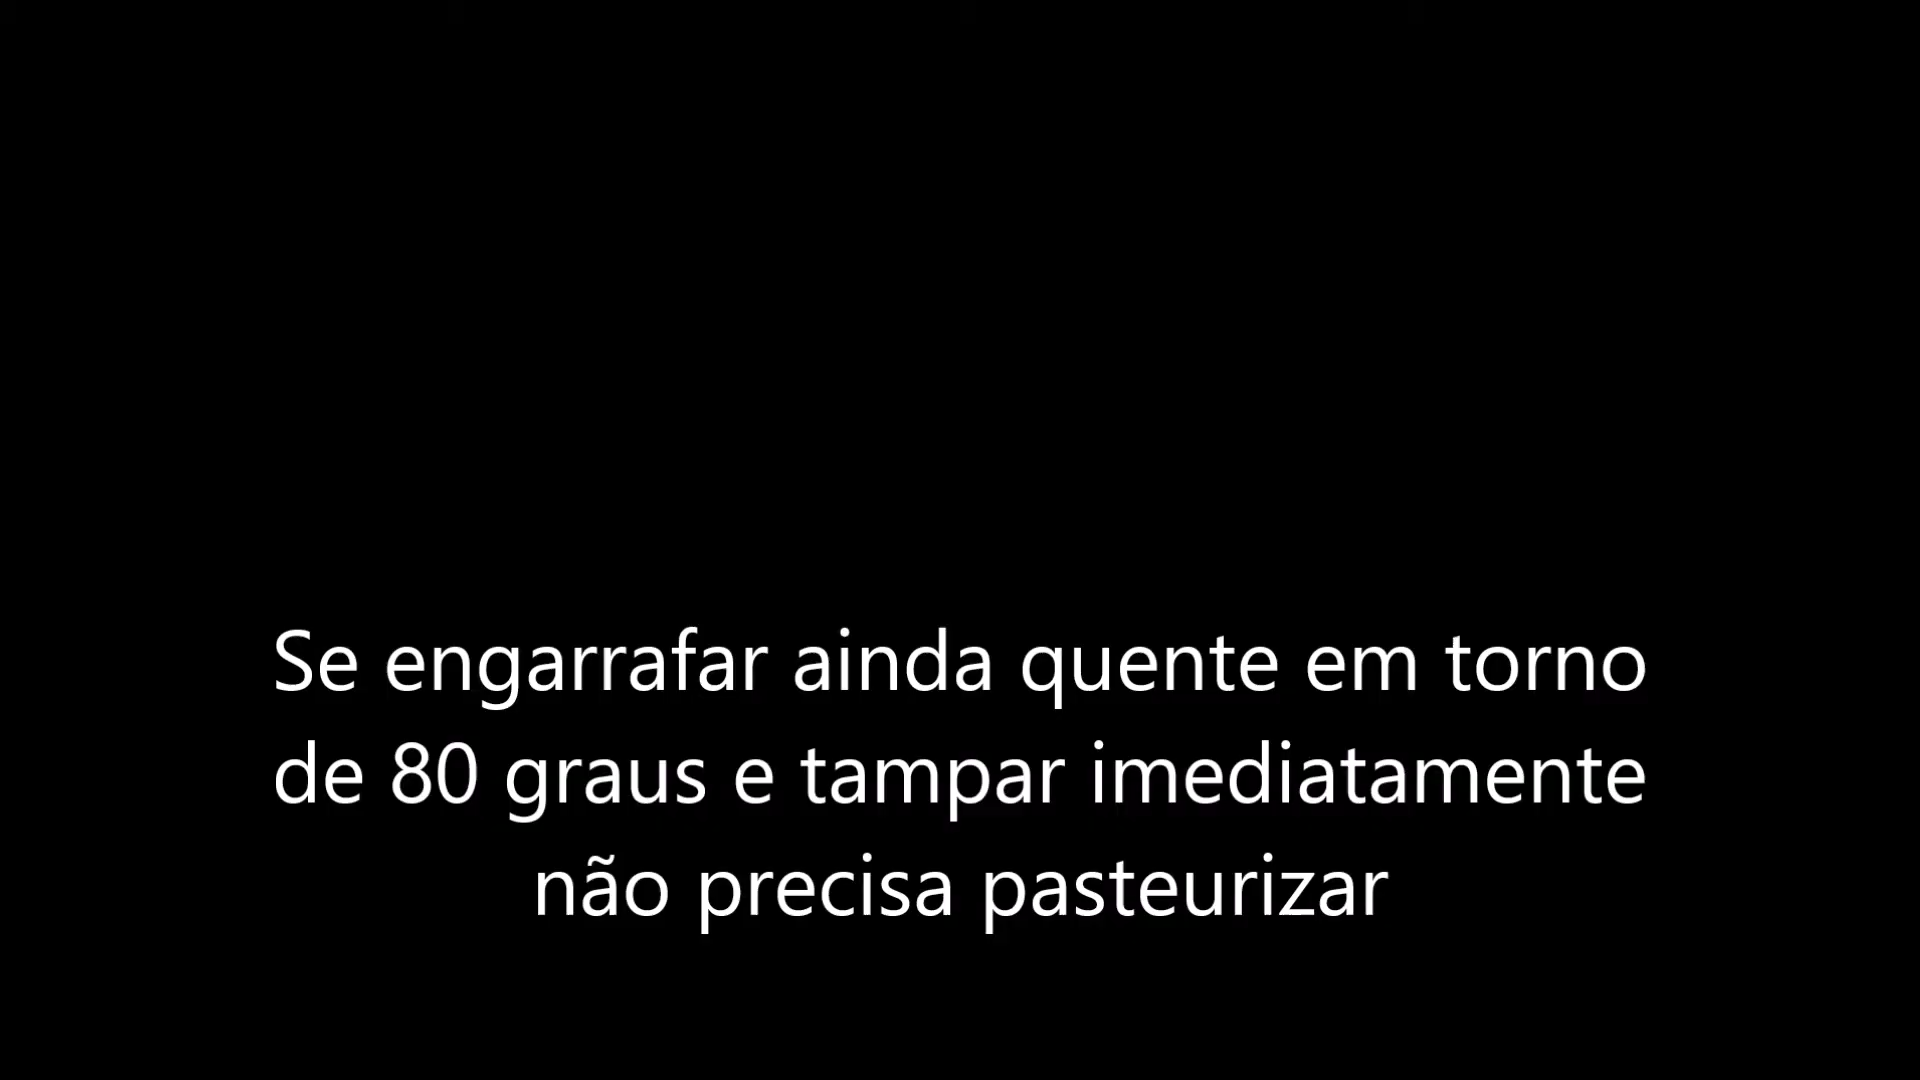 Se engarrafar ainda quente em torno
de 80 graus e tampar imediatamente
não precisa pasteurizar